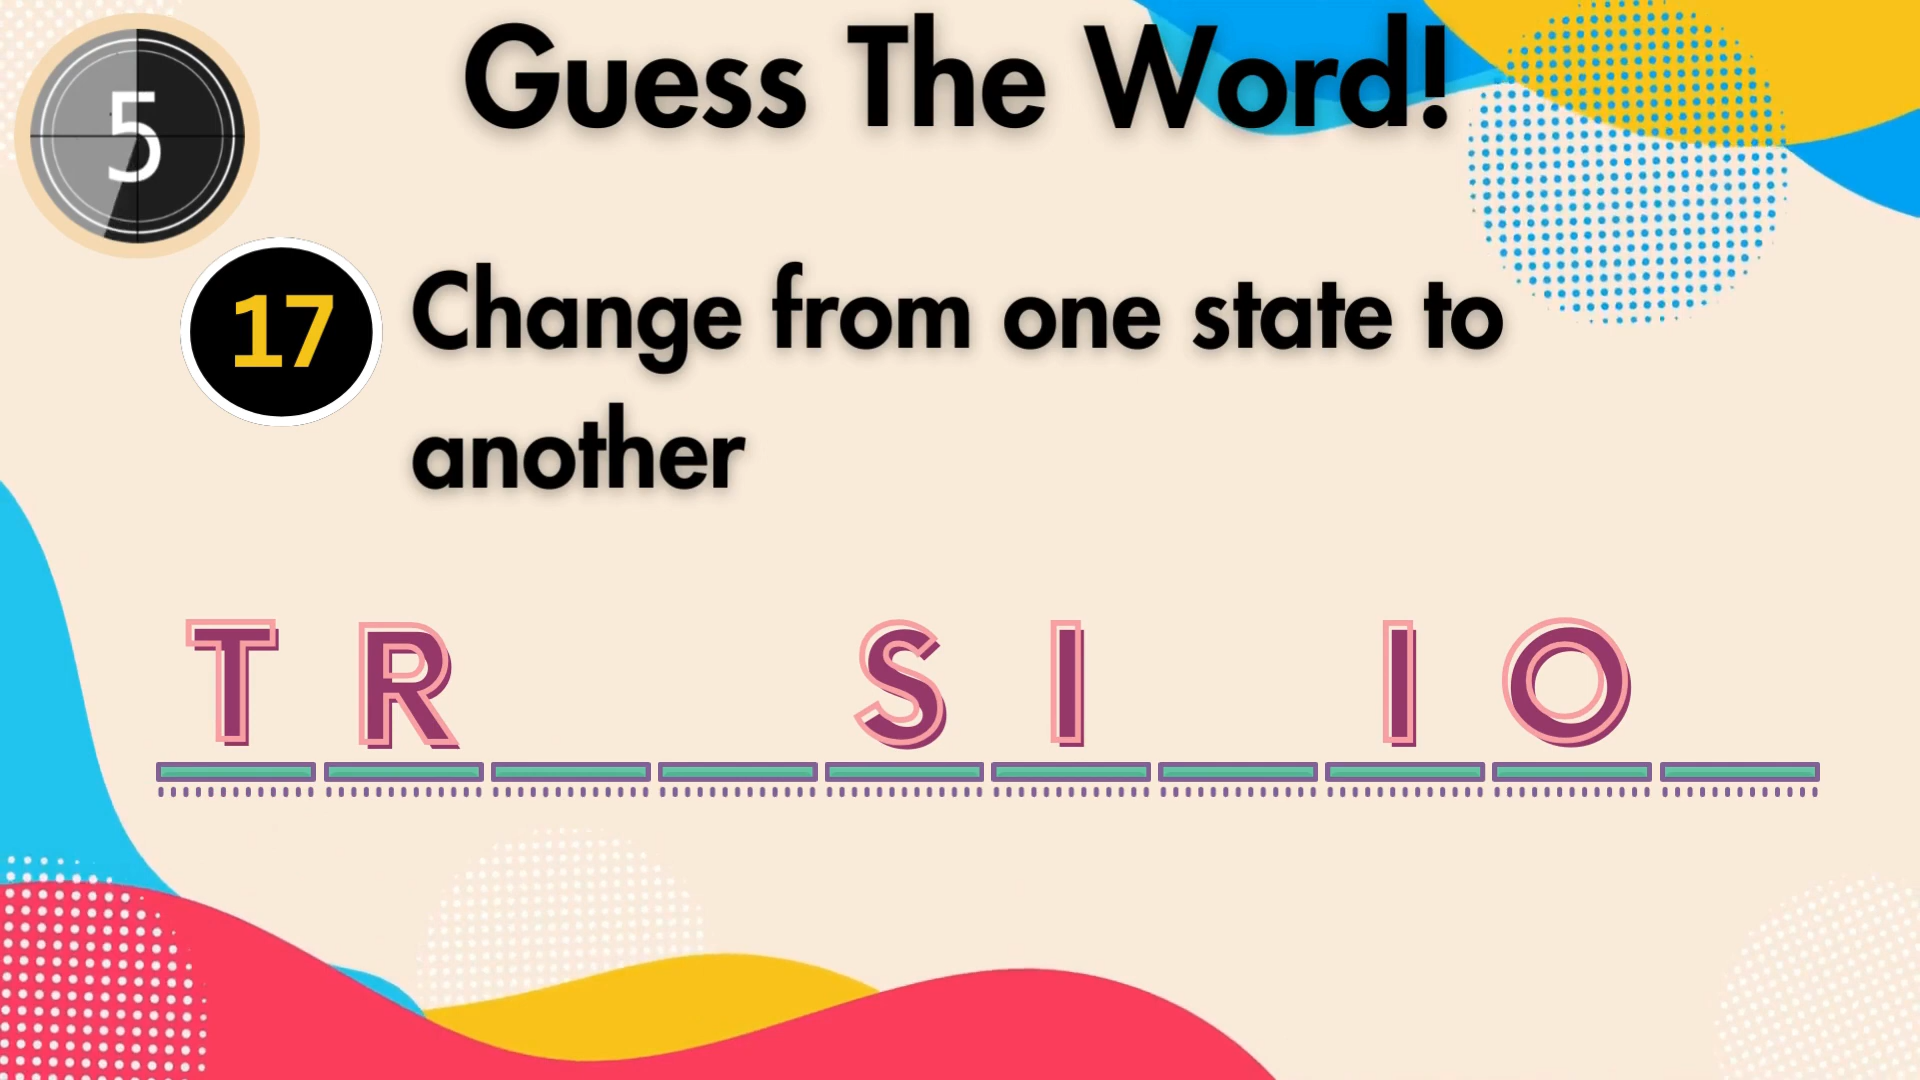 5
Guess The Word!
17
Change from one state to
another
T R S I I O